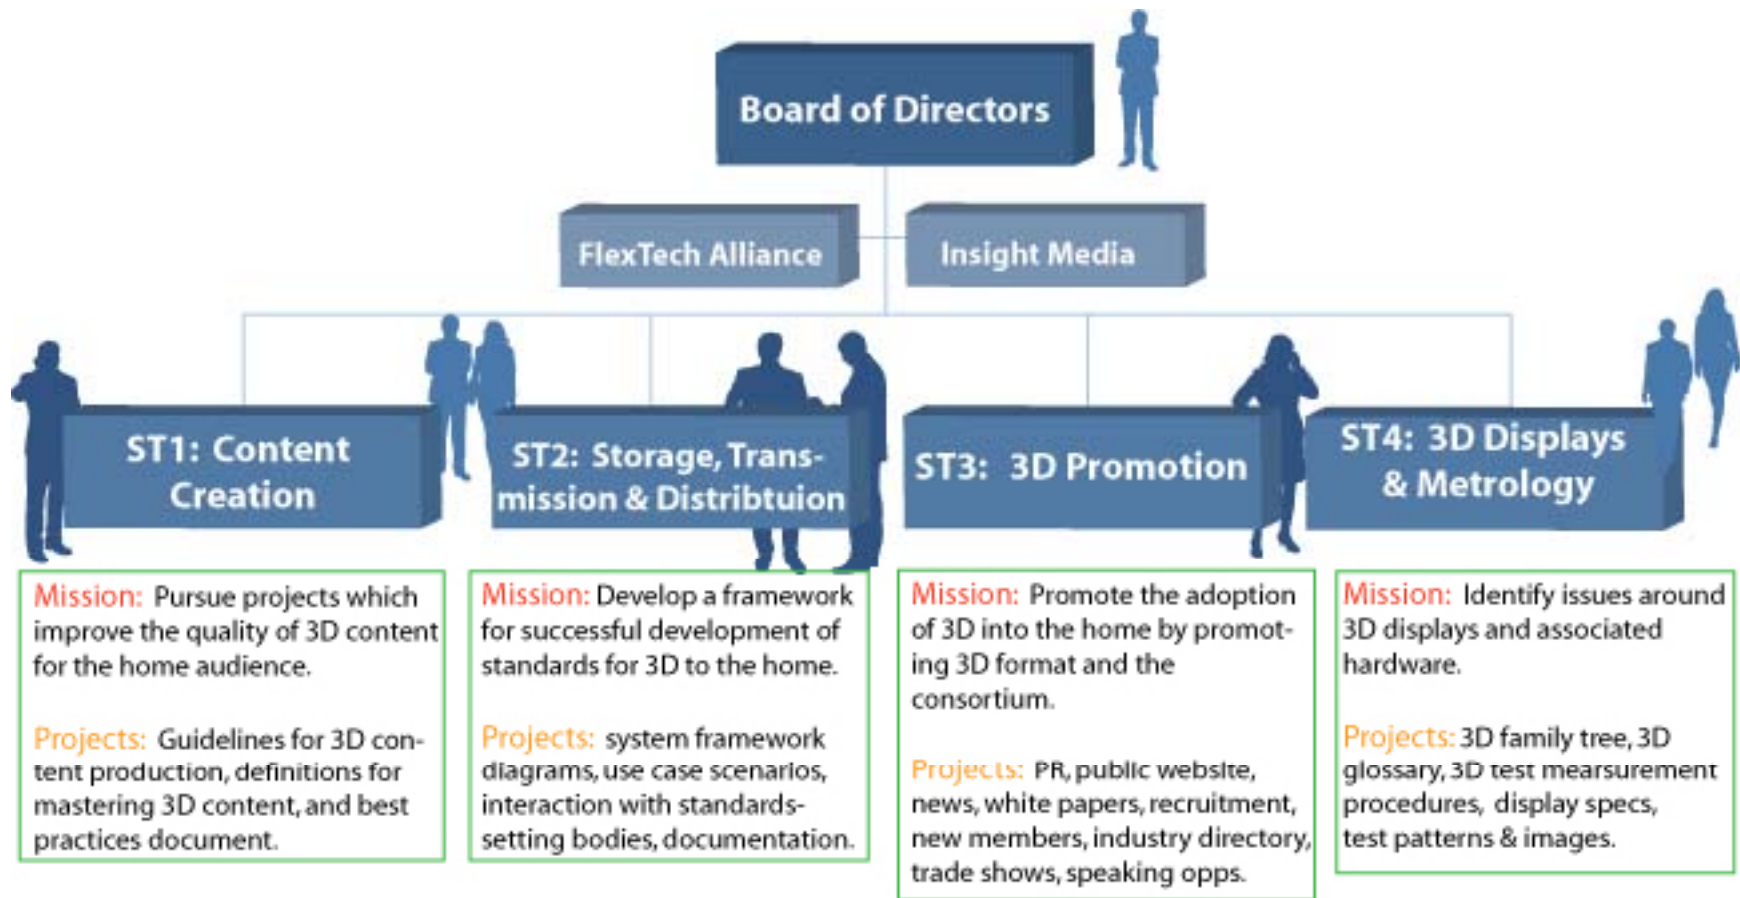 Board of Directors
FlexTech Alliance
Insight Media
ST1: Content
Creation
ST2: Storage, Trans-
mission & Distribtuion
ST3: 3D Promotion
ST4: 3D Displays
& Metrology
Mission: Pursue projects which
improve the quality of 3D content
for the home audience.
Projects: Guidelines for 3D con-
tent production, definitions for
mastering 3D content, and best
practices document.
Mission: Develop a framework
for successful development of
standards for 3D to the home.
Projects: system framework
diagrams, use case scenarios,
interaction with standards-
setting bodies, documentation.
Mission: Promote the adoption
of 3D into the home by promot-
ing 3D format and the
consortium.
Projects: PR, public website,
news, white papers, recruitment,
new members, industry directory,
trade shows, speaking opps.
Mission: Identify issues around
3D displays and associated
hardware.
Projects: 3D family tree, 3D
glossary, 3D test mearsurement
procedures, display specs,
test patterns & images.